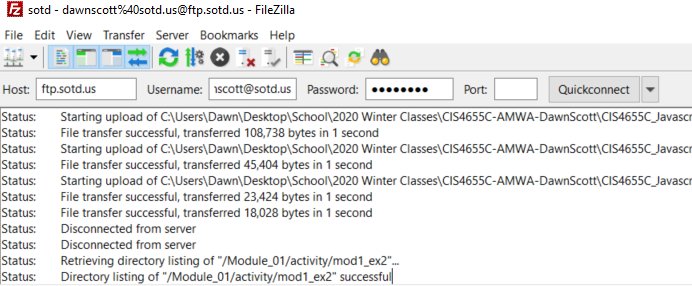 sotd - dawnscott%40sotd.us@ftp.sotd.us - FileZilla
File Edit View Transfer Server Bookmarks Help
Host: ftp.sotd.us Username: scott@sotd.us Password: ●●●●●●●● Port: Quickconnect
Status: Starting upload of C:\Users\Dawn\Desktop\School\2020 Winter Classes\CIS4655C-AMWA-DawnScott\CIS4655C_Javascr
Status: File transfer successful, transferred 108,738 bytes in 1 second
Status: Starting upload of C:\Users\Dawn\Desktop\School\2020 Winter Classes\CIS4655C-AMWA-DawnScott\CIS4655C_Javascr
Status: File transfer successful, transferred 45,404 bytes in 1 second
Status: Starting upload of C:\Users\Dawn\Desktop\School\2020 Winter Classes\CIS4655C-AMWA-DawnScott\CIS4655C_Javascr
Status: File transfer successful, transferred 23,424 bytes in 1 second
Status: File transfer successful, transferred 18,028 bytes in 1 second
Status: Disconnected from server
Status: Disconnected from server
Status: Retrieving directory listing of "/Module_01/activity/mod1_ex2"...
Status: Directory listing of "/Module_01/activity/mod1_ex2" successful